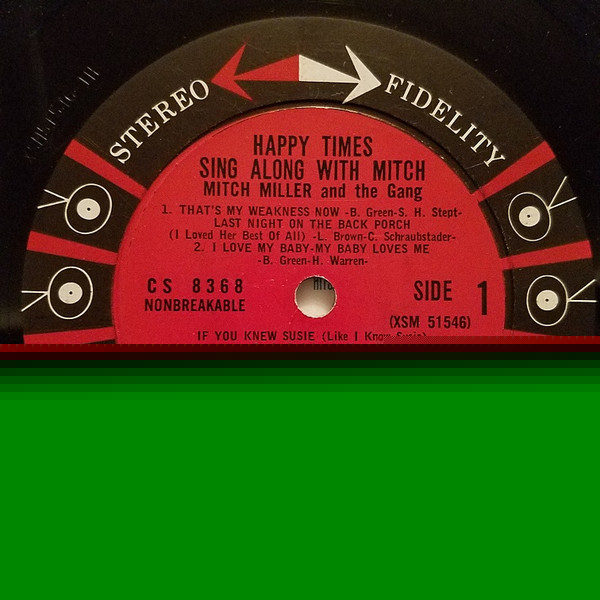 STEREO FIDELITY
HAPPY TIMES
SING ALONG WITH MITCH
MITCH MILLER and the Gang
1. THAT'S MY WEAKNESS NOW -B. Green-S. H. Stept-
LAST NIGHT ON THE BACK PORCH
(I Loved Her Best Of All) -L. Brown-C. Schraubstader-
2. I LOVE MY BABY-MY BABY LOVES ME
-B. Green-H. Warren-
CS 8368
NONBREAKABLE
SIDE 1
(XSM 51546)
IF YOU KNEW SUSIE (Like I Know